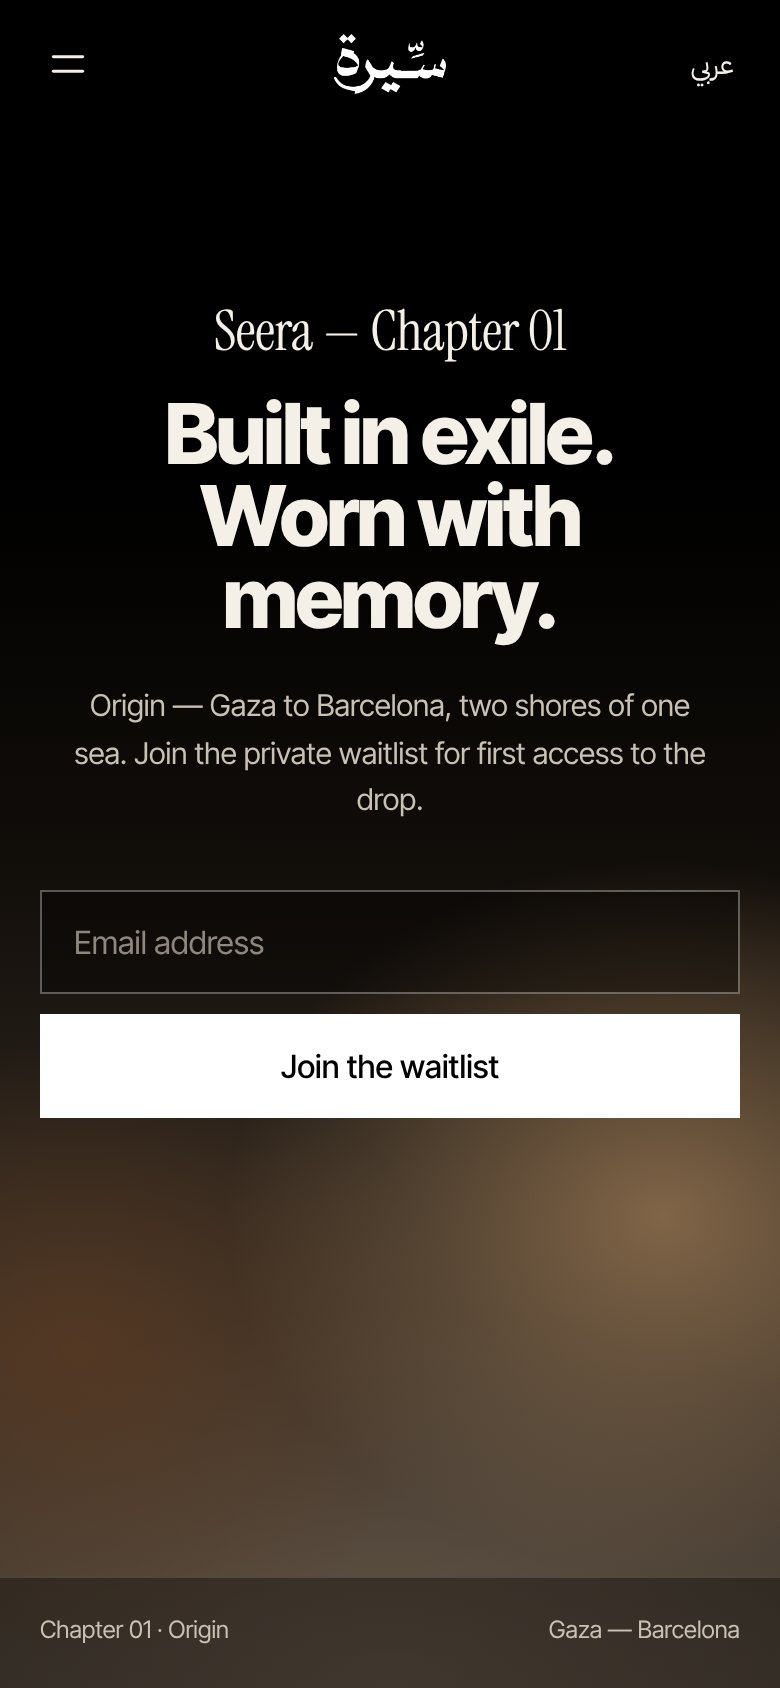 سِّيرة
عربي
Seera — Chapter 01
Built in exile.
Worn with
memory.
Origin — Gaza to Barcelona, two shores of one
sea. Join the private waitlist for first access to the
drop.
Email address
Join the waitlist
Chapter 01 · Origin
Gaza — Barcelona